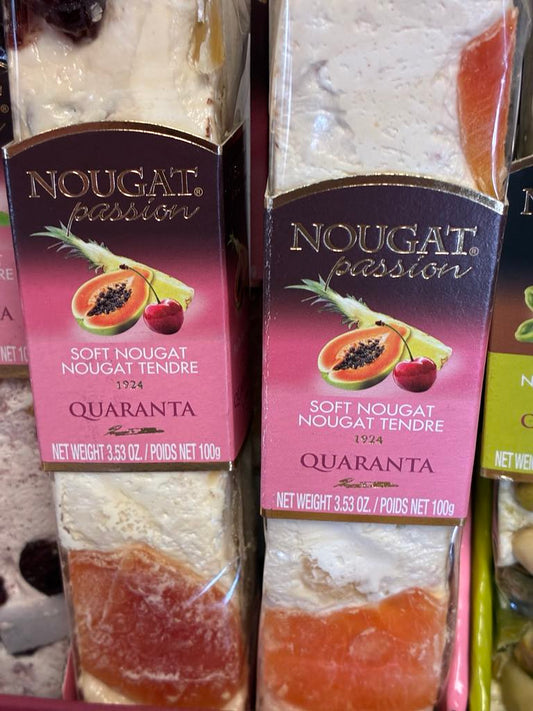 NOUGAT®
passion
SOFT NOUGAT
NOUGAT TENDRE
1924
QUARANTA
NET WEIGHT 3.53 OZ. / POIDS NET 100g
NOUGAT®
passion
SOFT NOUGAT
NOUGAT TENDRE
1924
QUARANTA
NET WEIGHT 3.53 OZ. / POIDS NET 100g